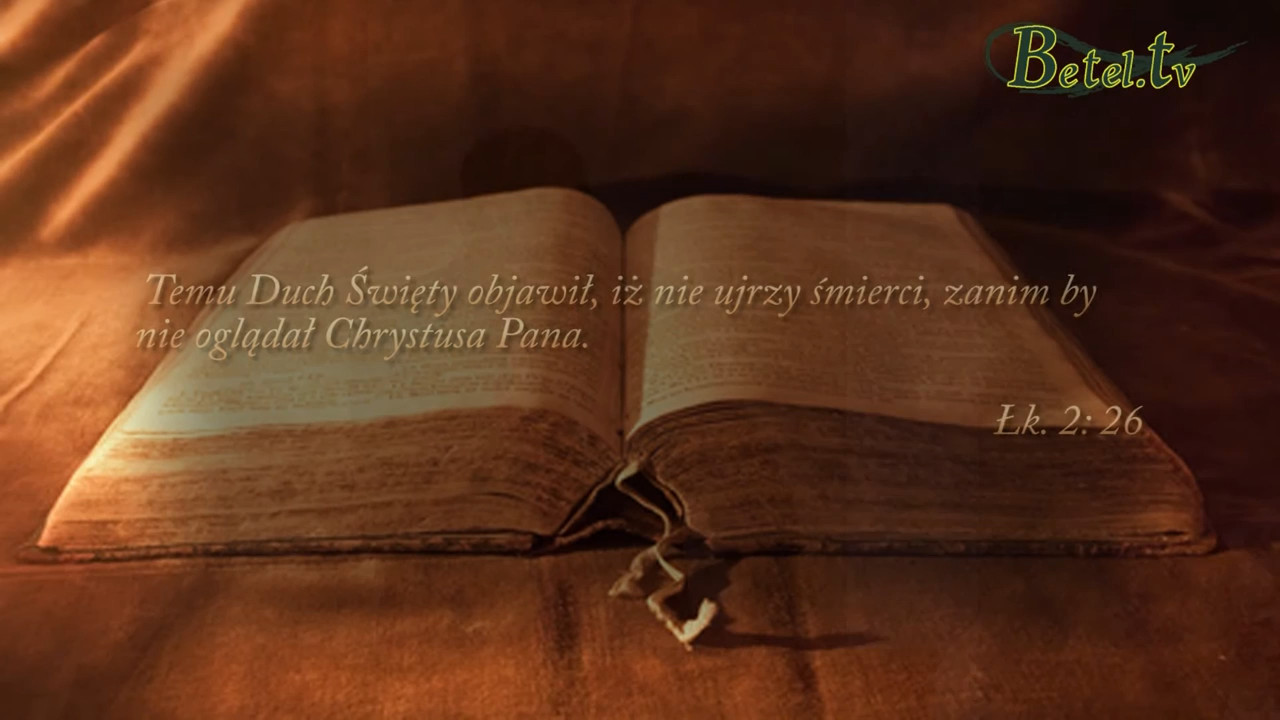 Betel.tv
Temu Duch Święty objawił, iż nie ujrzy śmierci, zanim by
nie oglądał Chrystusa Pana.
Łk. 2: 26